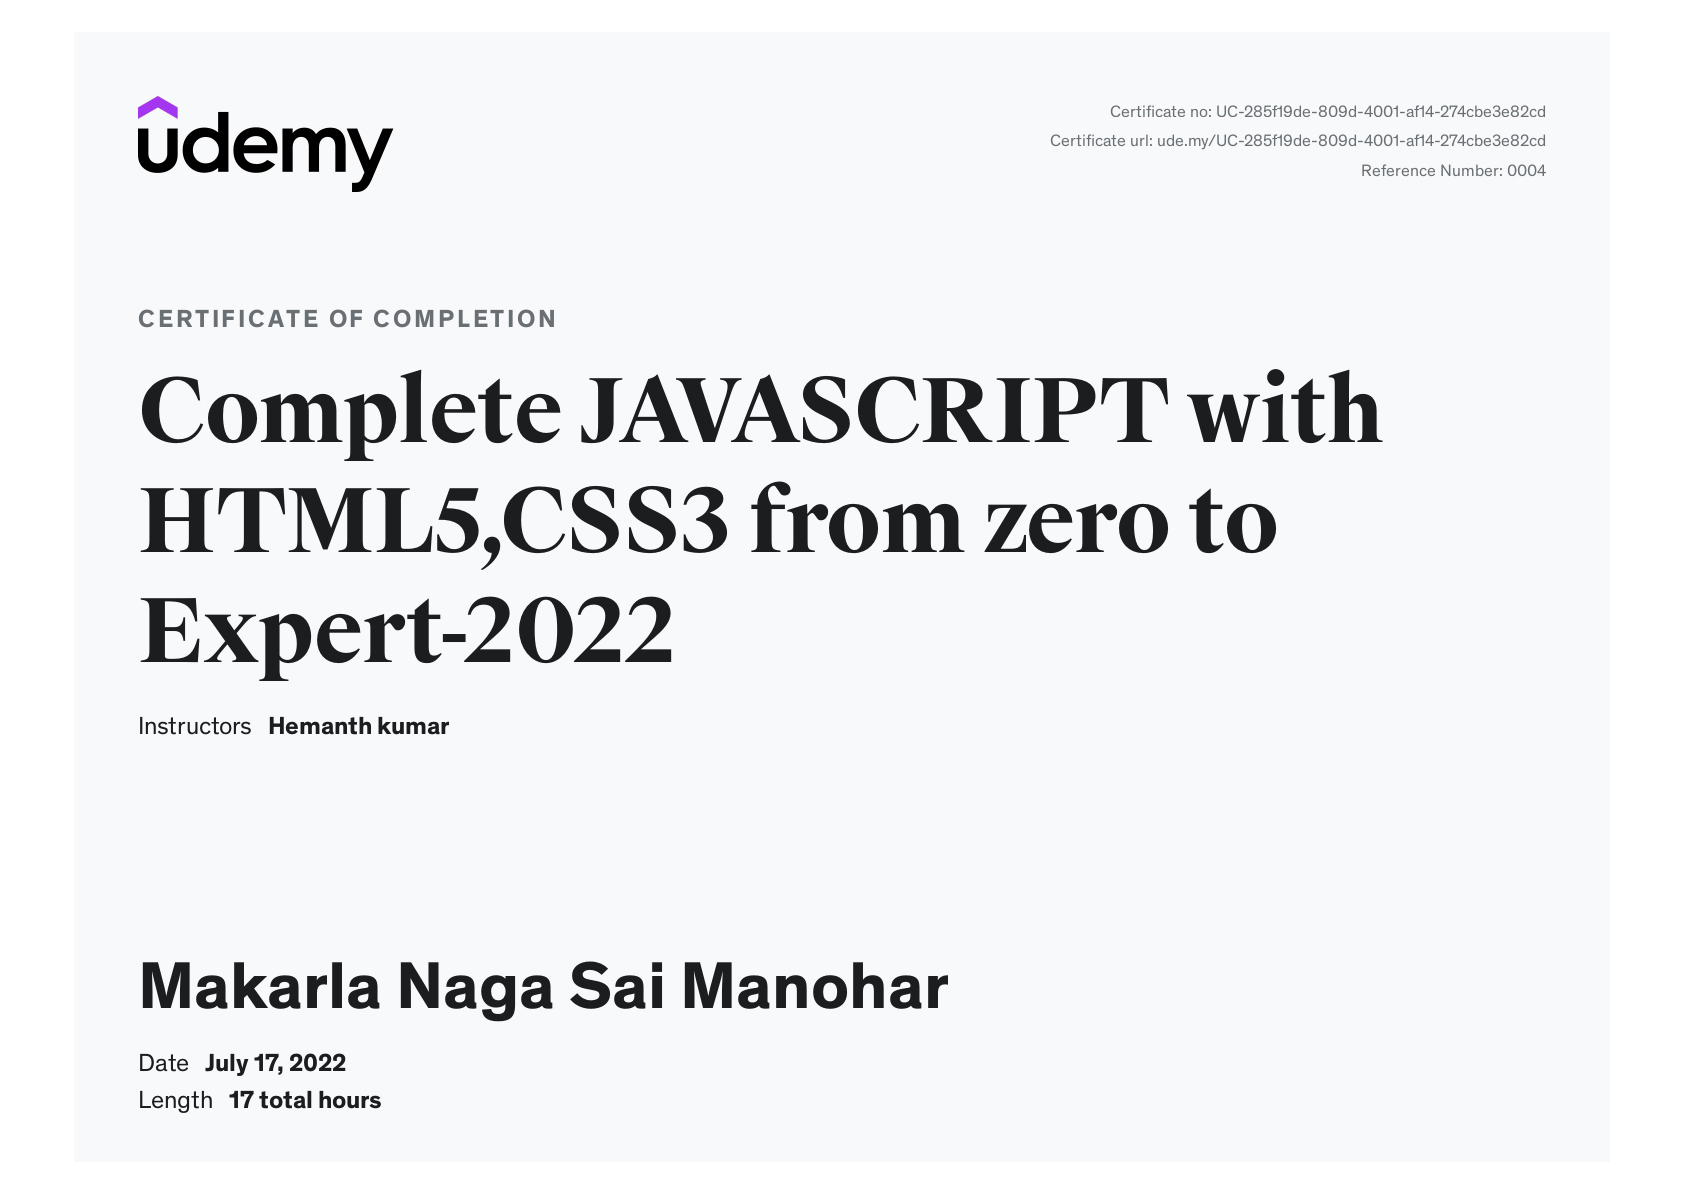 udemy
Certificate no: UC-285f19de-809d-4001-af14-274cbe3e82cd
Certificate url: ude.my/UC-285f19de-809d-4001-af14-274cbe3e82cd
Reference Number: 0004
CERTIFICATE OF COMPLETION
Complete JAVASCRIPT with
HTML5,CSS3 from zero to
Expert-2022
Instructors Hemanth kumar
Makarla Naga Sai Manohar
Date July 17, 2022
Length 17 total hours